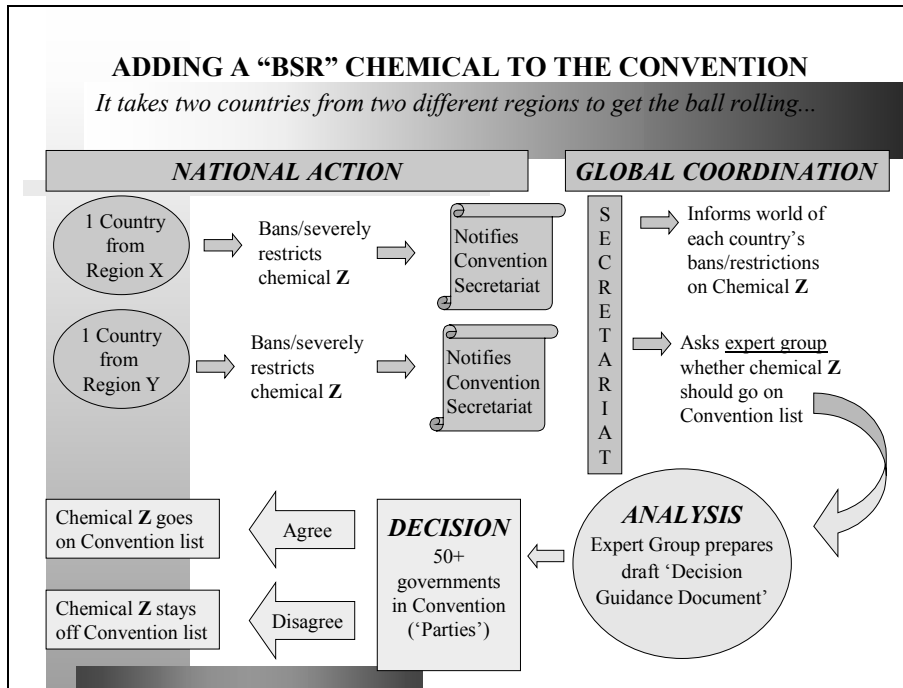 ADDING A “BSR” CHEMICAL TO THE CONVENTION
It takes two countries from two different regions to get the ball rolling...
NATIONAL ACTION
GLOBAL COORDINATION
1 Country
from
Region X
Bans/severely
restricts
chemical Z
Notifies
Convention
Secretariat
1 Country
from
Region Y
Bans/severely
restricts
chemical Z
Notifies
Convention
Secretariat
S
E
C
R
E
T
A
R
I
A
T
Informs world of
each country’s
bans/restrictions
on Chemical Z
Asks expert group
whether chemical Z
should go on
Convention list
ANALYSIS
Expert Group prepares
draft ‘Decision
Guidance Document’
DECISION
50+
governments
in Convention
(‘Parties’)
Agree
Chemical Z goes
on Convention list
Disagree
Chemical Z stays
off Convention list